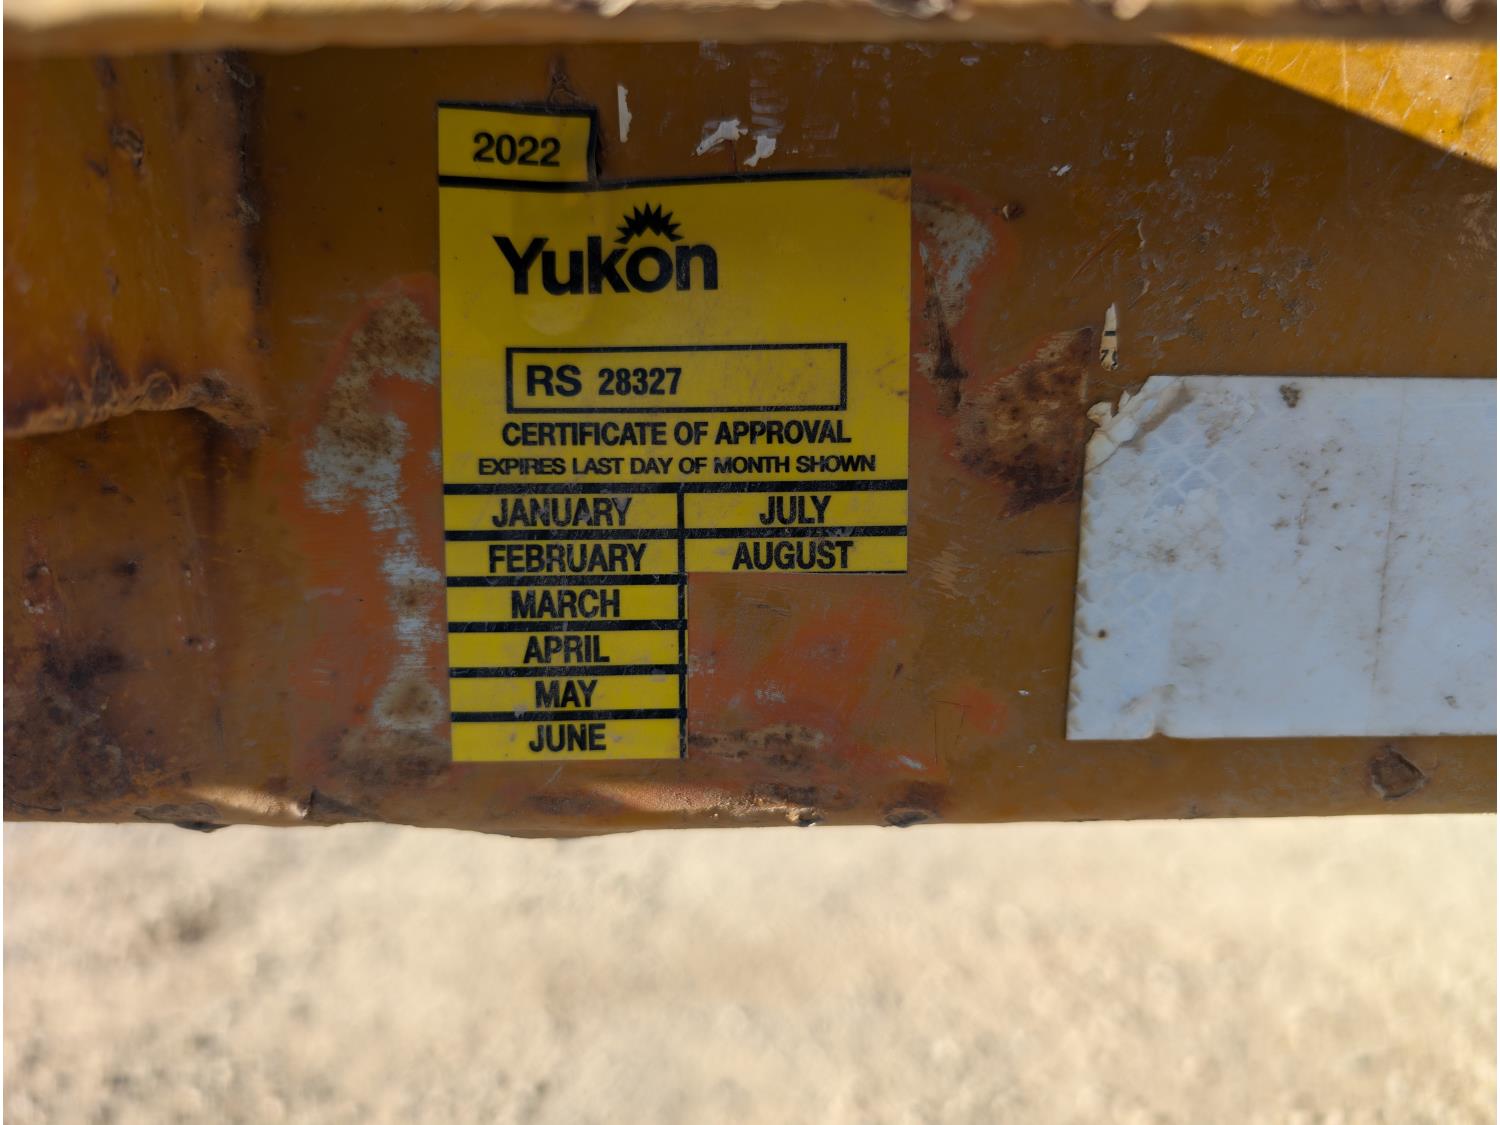 2022
Yukon
RS 28327
CERTIFICATE OF APPROVAL
EXPIRES LAST DAY OF MONTH SHOWN
JANUARY JULY
FEBRUARY AUGUST
MARCH
APRIL
MAY
JUNE